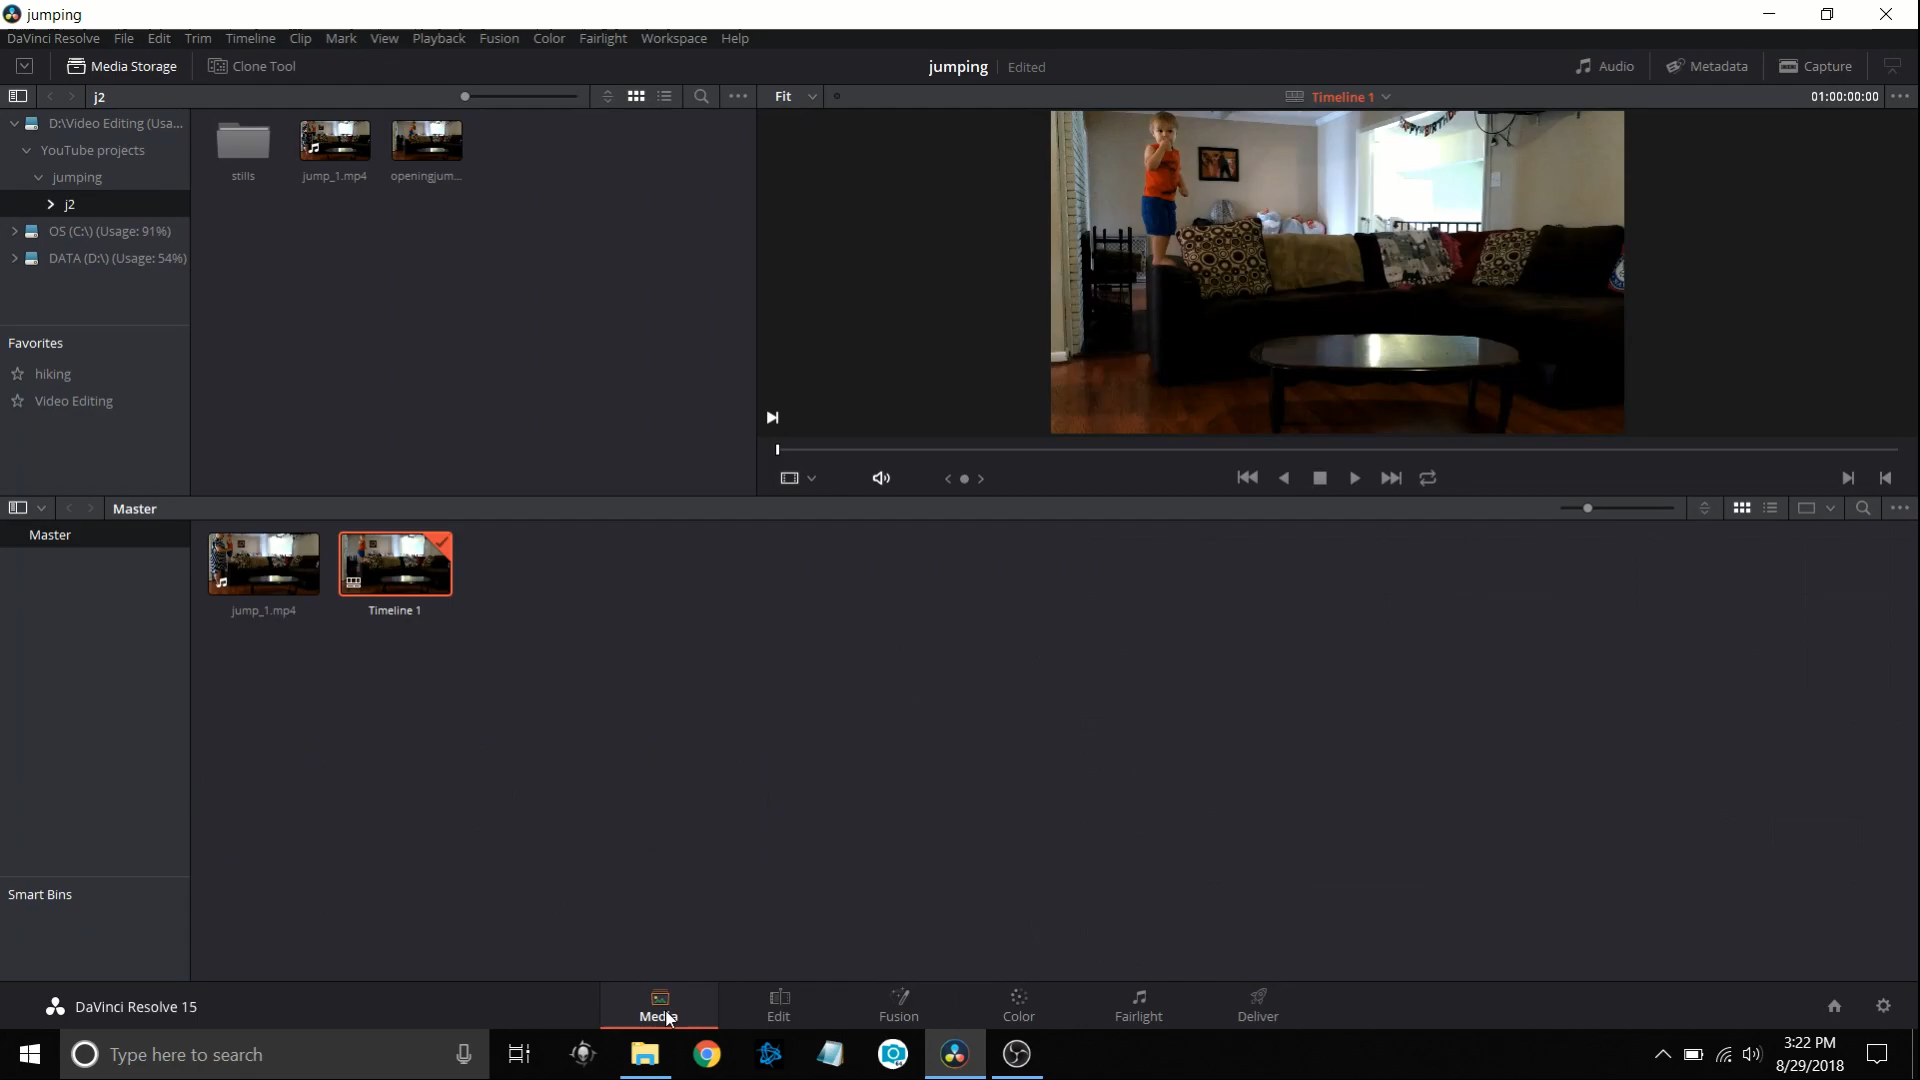 jumping
DaVinci Resolve File Edit Trim Timeline Clip Mark View Playback Fusion Color Fairlight Workspace Help
Media Storage Clone Tool jumping Edited Audio Metadata Capture
j2 Fit Timeline 1 01:00:00:00
D:\Video Editing (Usa...
YouTube projects
jumping
j2
OS (C:\) (Usage: 91%)
DATA (D:\) (Usage: 54%)
stills jump_1.mp4 openingjum...
Favorites
hiking
Video Editing
Master
Master
jump_1.mp4 Timeline 1
Smart Bins
DaVinci Resolve 15 Media Edit Fusion Color Fairlight Deliver
Type here to search
3:22 PM
8/29/2018